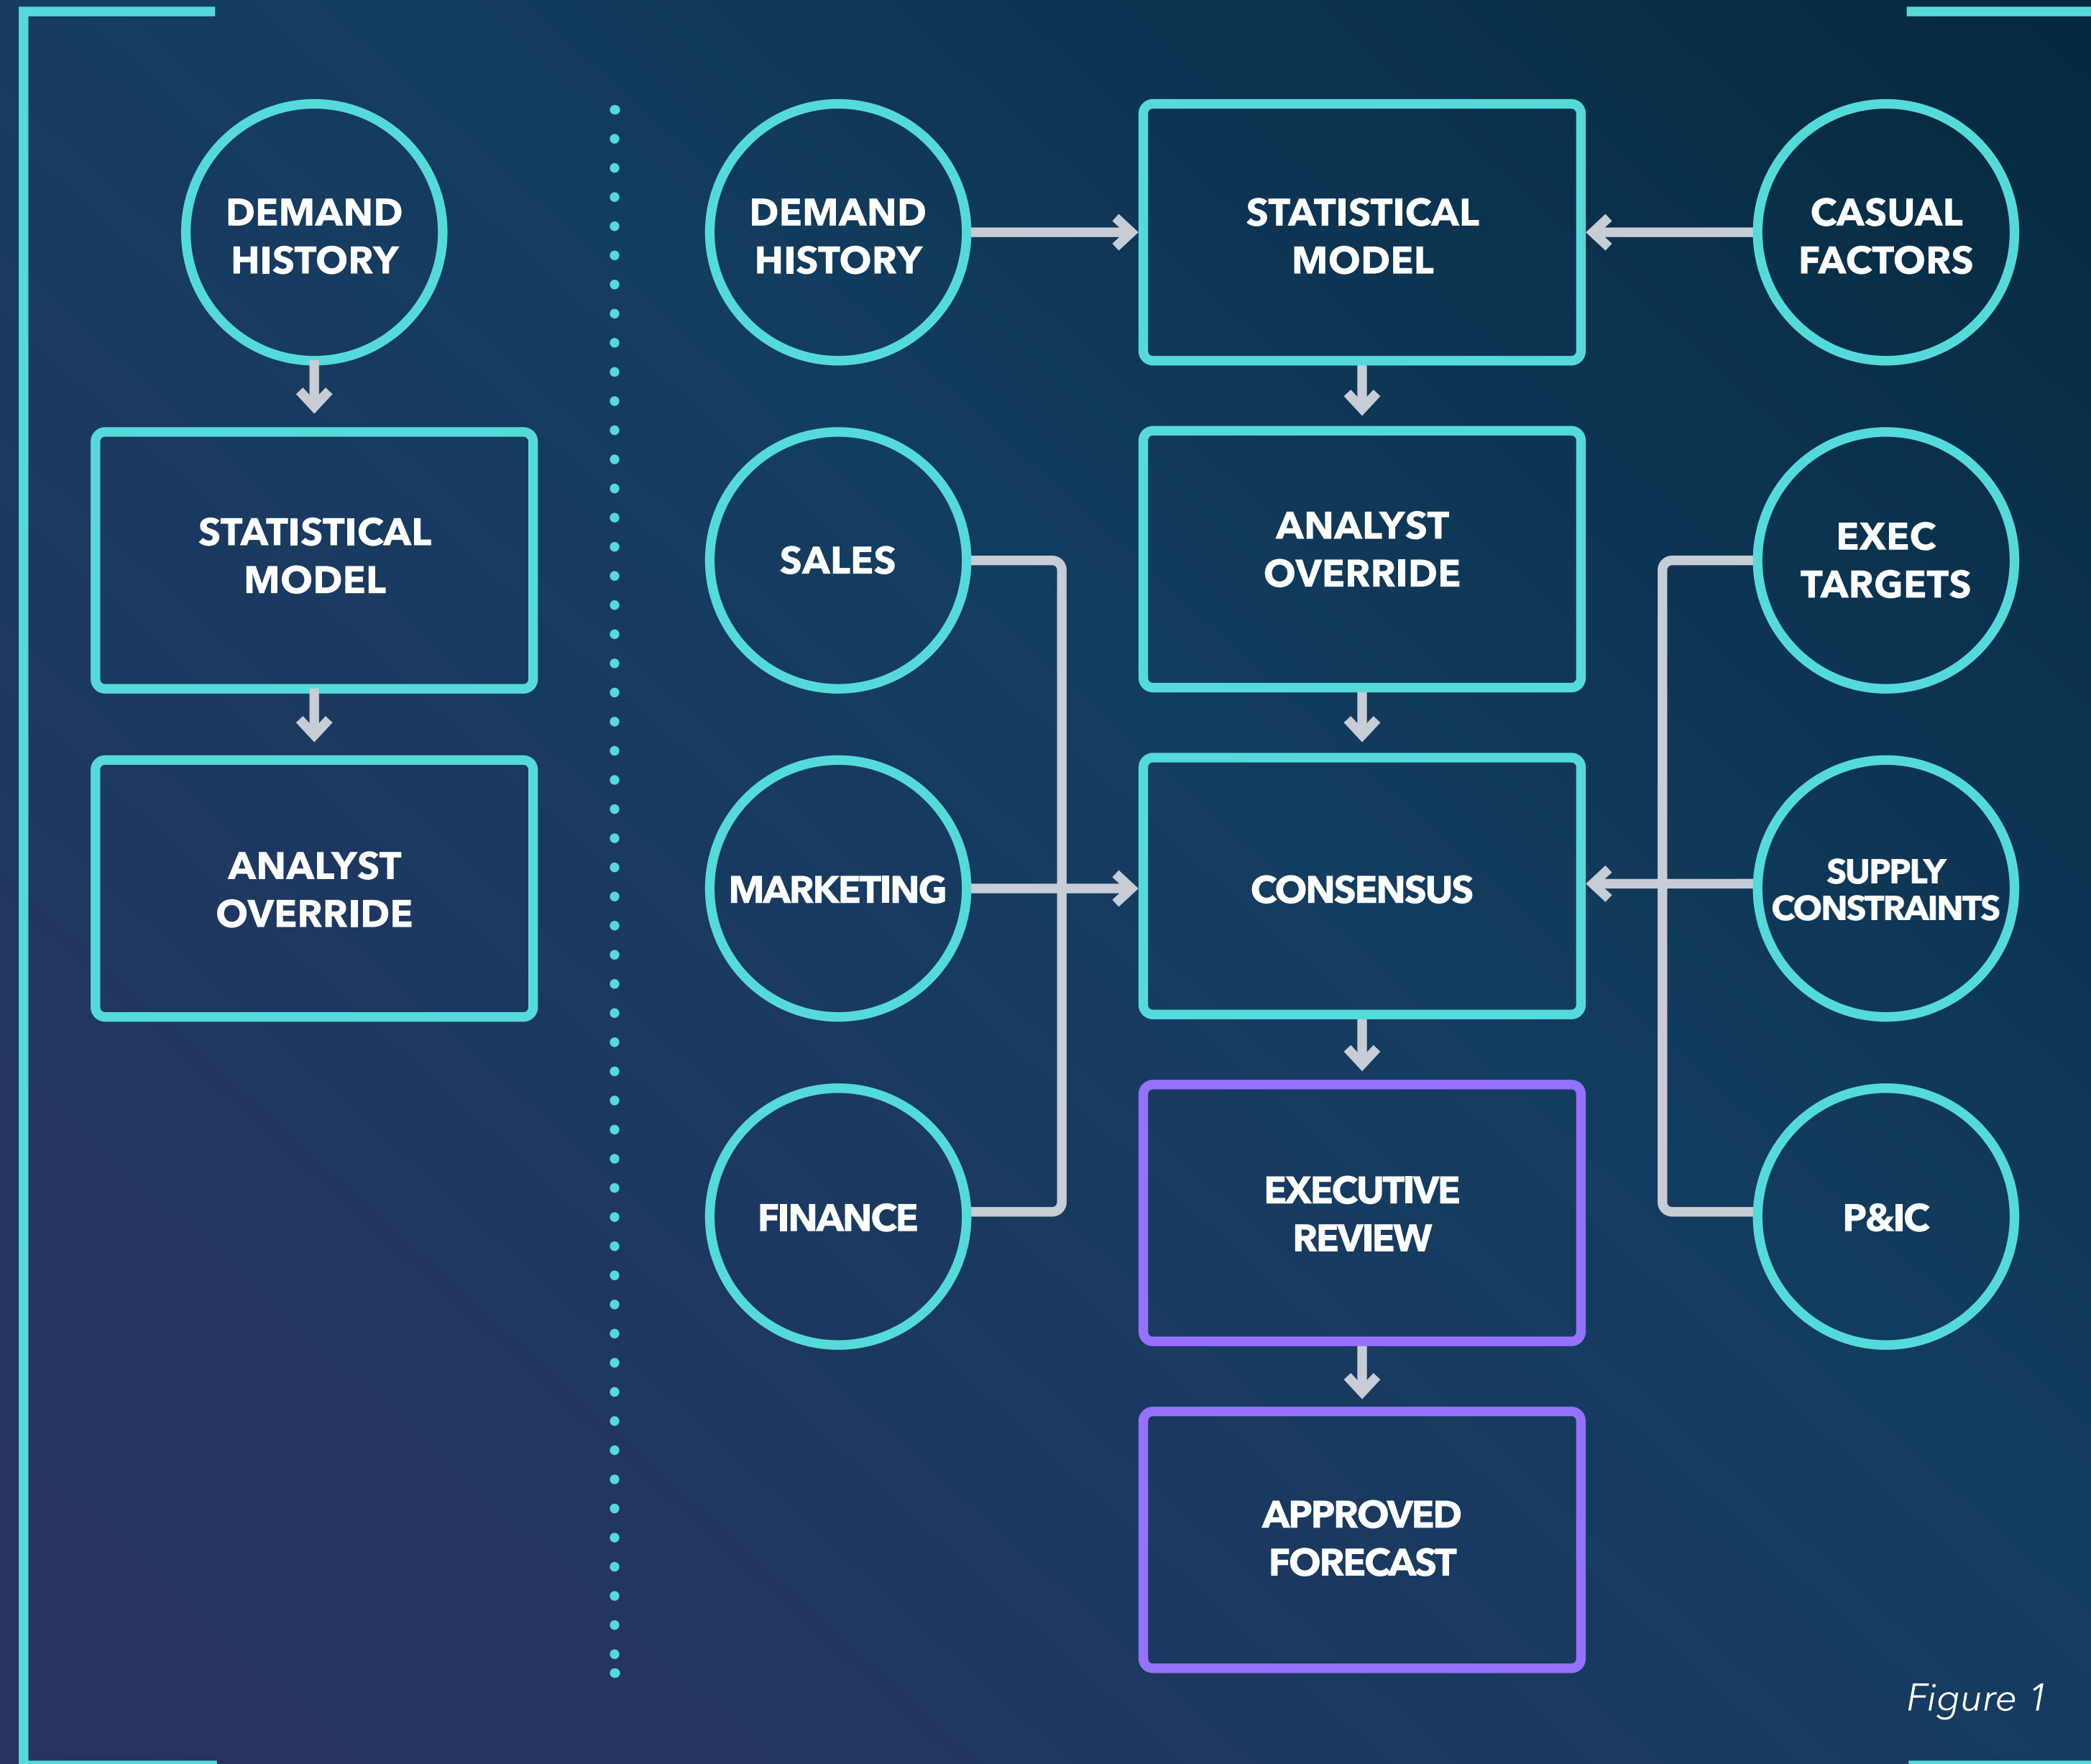 DEMAND
HISTORY
STATISTICAL
MODEL
ANALYST
OVERRIDE
DEMAND
HISTORY
STATISTICAL
MODEL
CASUAL
FACTORS
SALES
ANALYST
OVERRIDE
EXEC
TARGETS
MARKETING
CONSENSUS
SUPPLY
CONSTRAINTS
FINANCE
EXECUTIVE
REVIEW
P&IC
APPROVED
FORECAST
Figure 1